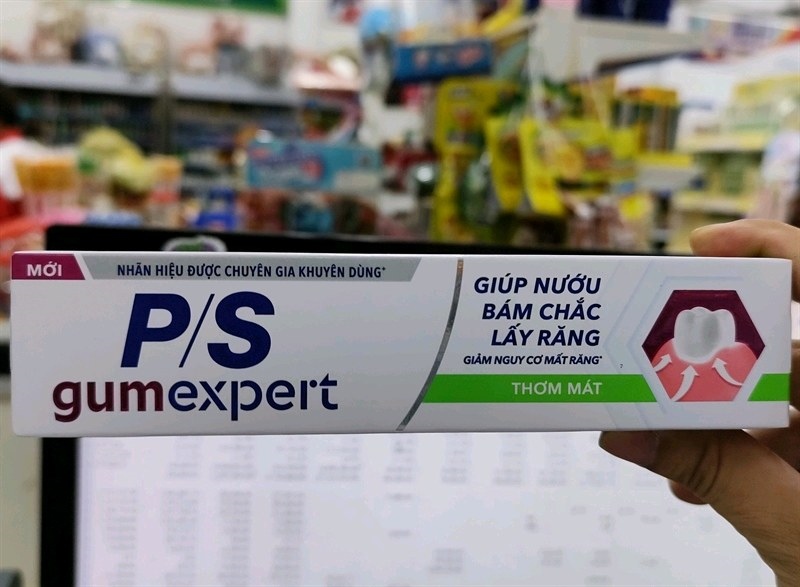 MỚI
NHÃN HIỆU ĐƯỢC CHUYÊN GIA KHUYÊN DÙNG*
P/S
gumexpert
GIÚP NƯỚU
BÁM CHẮC
LẤY RĂNG
GIẢM NGUY CƠ MẤT RĂNG*
THƠM MÁT